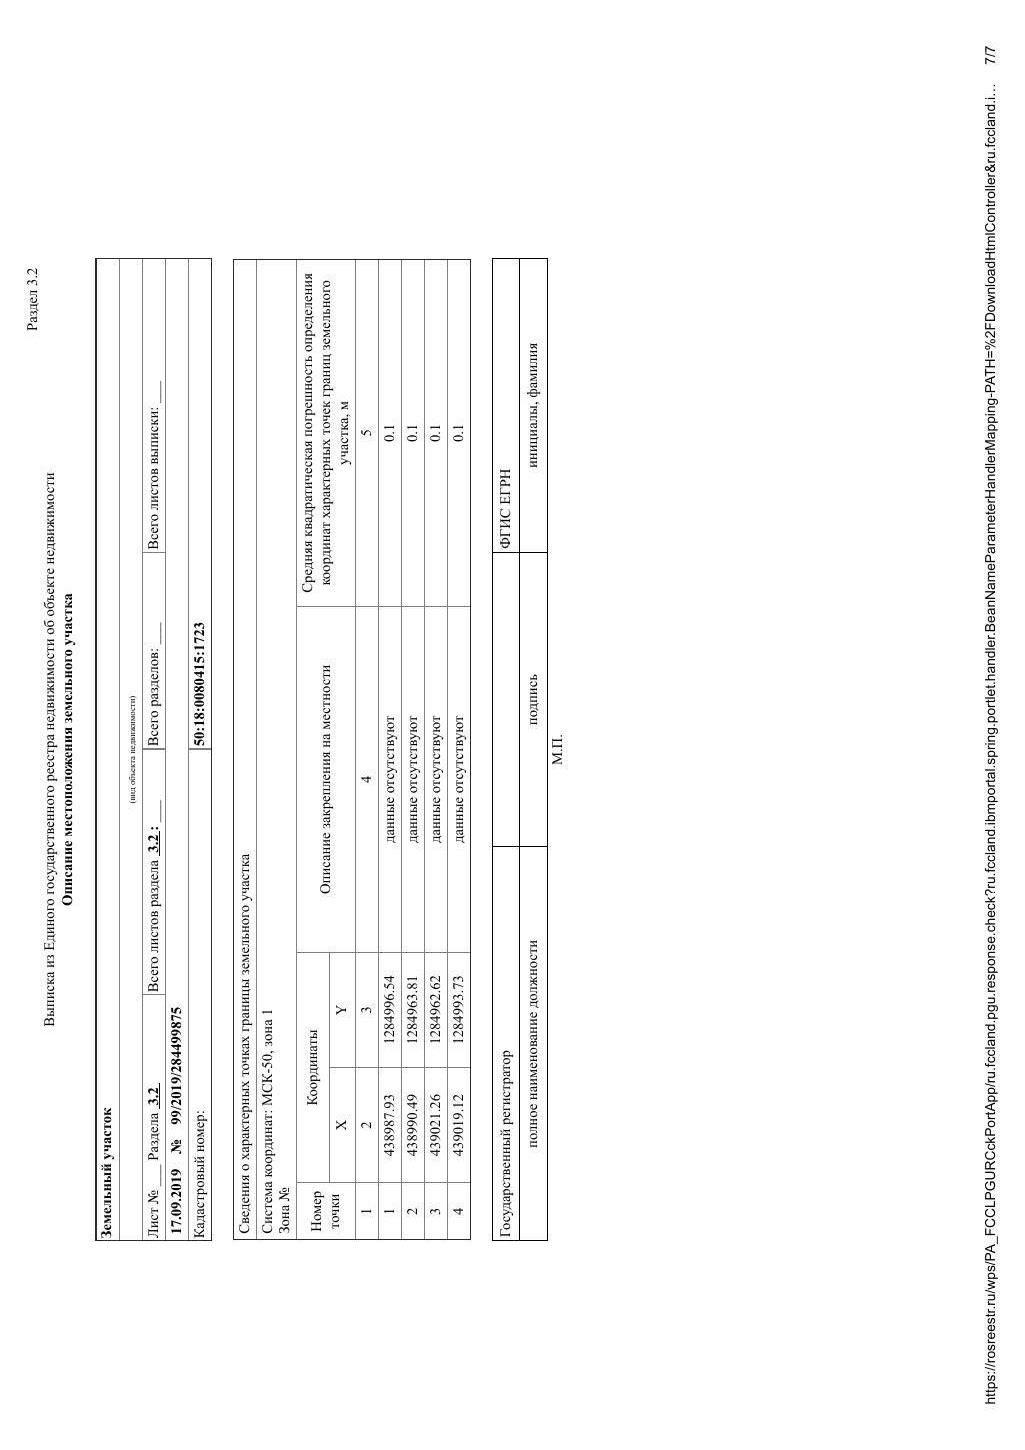 Раздел 3.2
Выписка из Единого государственного реестра недвижимости об объекте недвижимости
Описание местоположения земельного участка
Земельный участок
(вид объекта недвижимости)
Лист № ___ Раздела 3.2 Всего листов раздела 3.2 : ___ Всего разделов: ___ Всего листов выписки: ___
17.09.2019 № 99/2019/284499875
Кадастровый номер: 50:18:0080415:1723
Сведения о характерных точках границы земельного участка
Система координат: МСК-50, зона 1
Зона №
Номер точки
Координаты
X Y
Описание закрепления на местности
Средняя квадратическая погрешность определения
координат характерных точек границ земельного
участка, м
1 2 3 4 5
1 438987.93 1284996.54 данные отсутствуют 0.1
2 438990.49 1284963.81 данные отсутствуют 0.1
3 439021.26 1284962.62 данные отсутствуют 0.1
4 439019.12 1284993.73 данные отсутствуют 0.1
Государственный регистратор ФГИС ЕГРН
полное наименование должности подпись инициалы, фамилия
М.П.
https://rosreestr.ru/wps/PA_FCCLPGURCckPortApp/ru.fccland.pgu.response.check?ru.fccland.ibmportal.spring.portlet.handler.BeanNameParameterHandlerMapping-PATH=%2FDownloadHtmlController&ru.fccland.i… 7/7